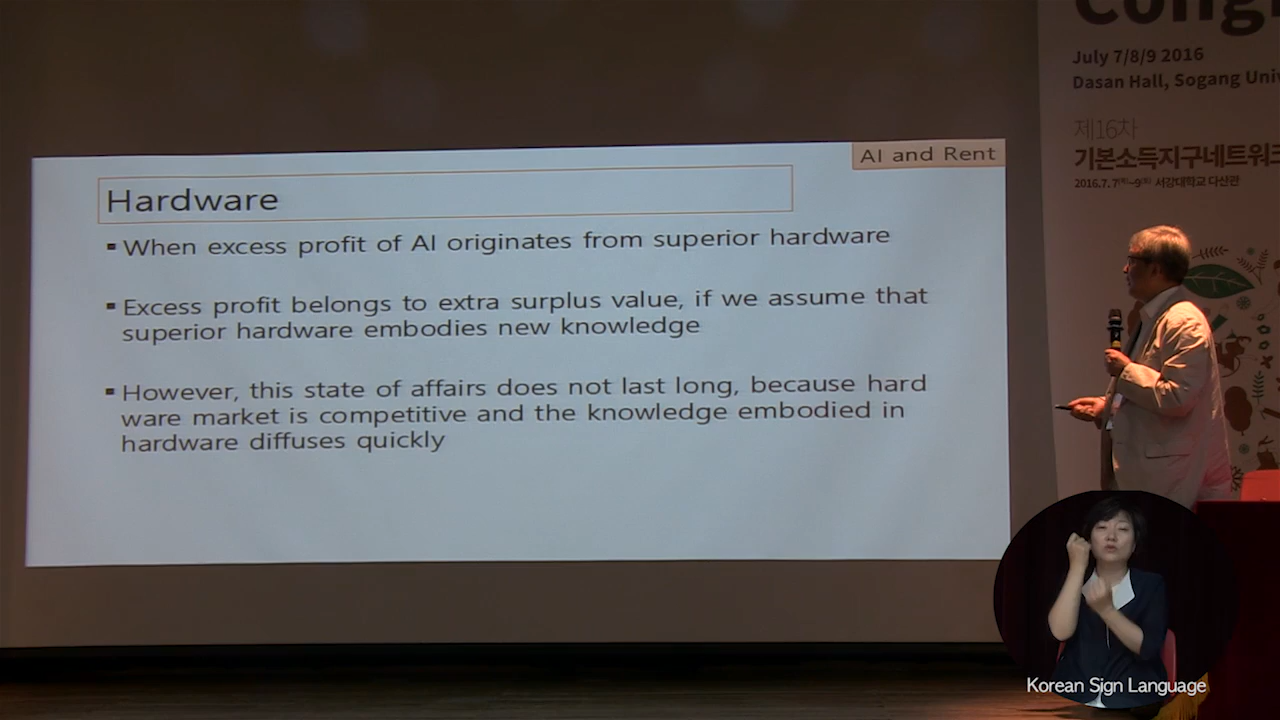 AI and Rent
Hardware
▪ When excess profit of AI originates from superior hardware
▪ Excess profit belongs to extra surplus value, if we assume that
superior hardware embodies new knowledge
▪ However, this state of affairs does not last long, because hard
ware market is competitive and the knowledge embodied in
hardware diffuses quickly
July 7/8/9 2016
Dasan Hall, Sogang Univ
제16차
기본소득지구네트워크
2016.7.7(목)~9(토) 서강대학교 다산관
Korean Sign Language